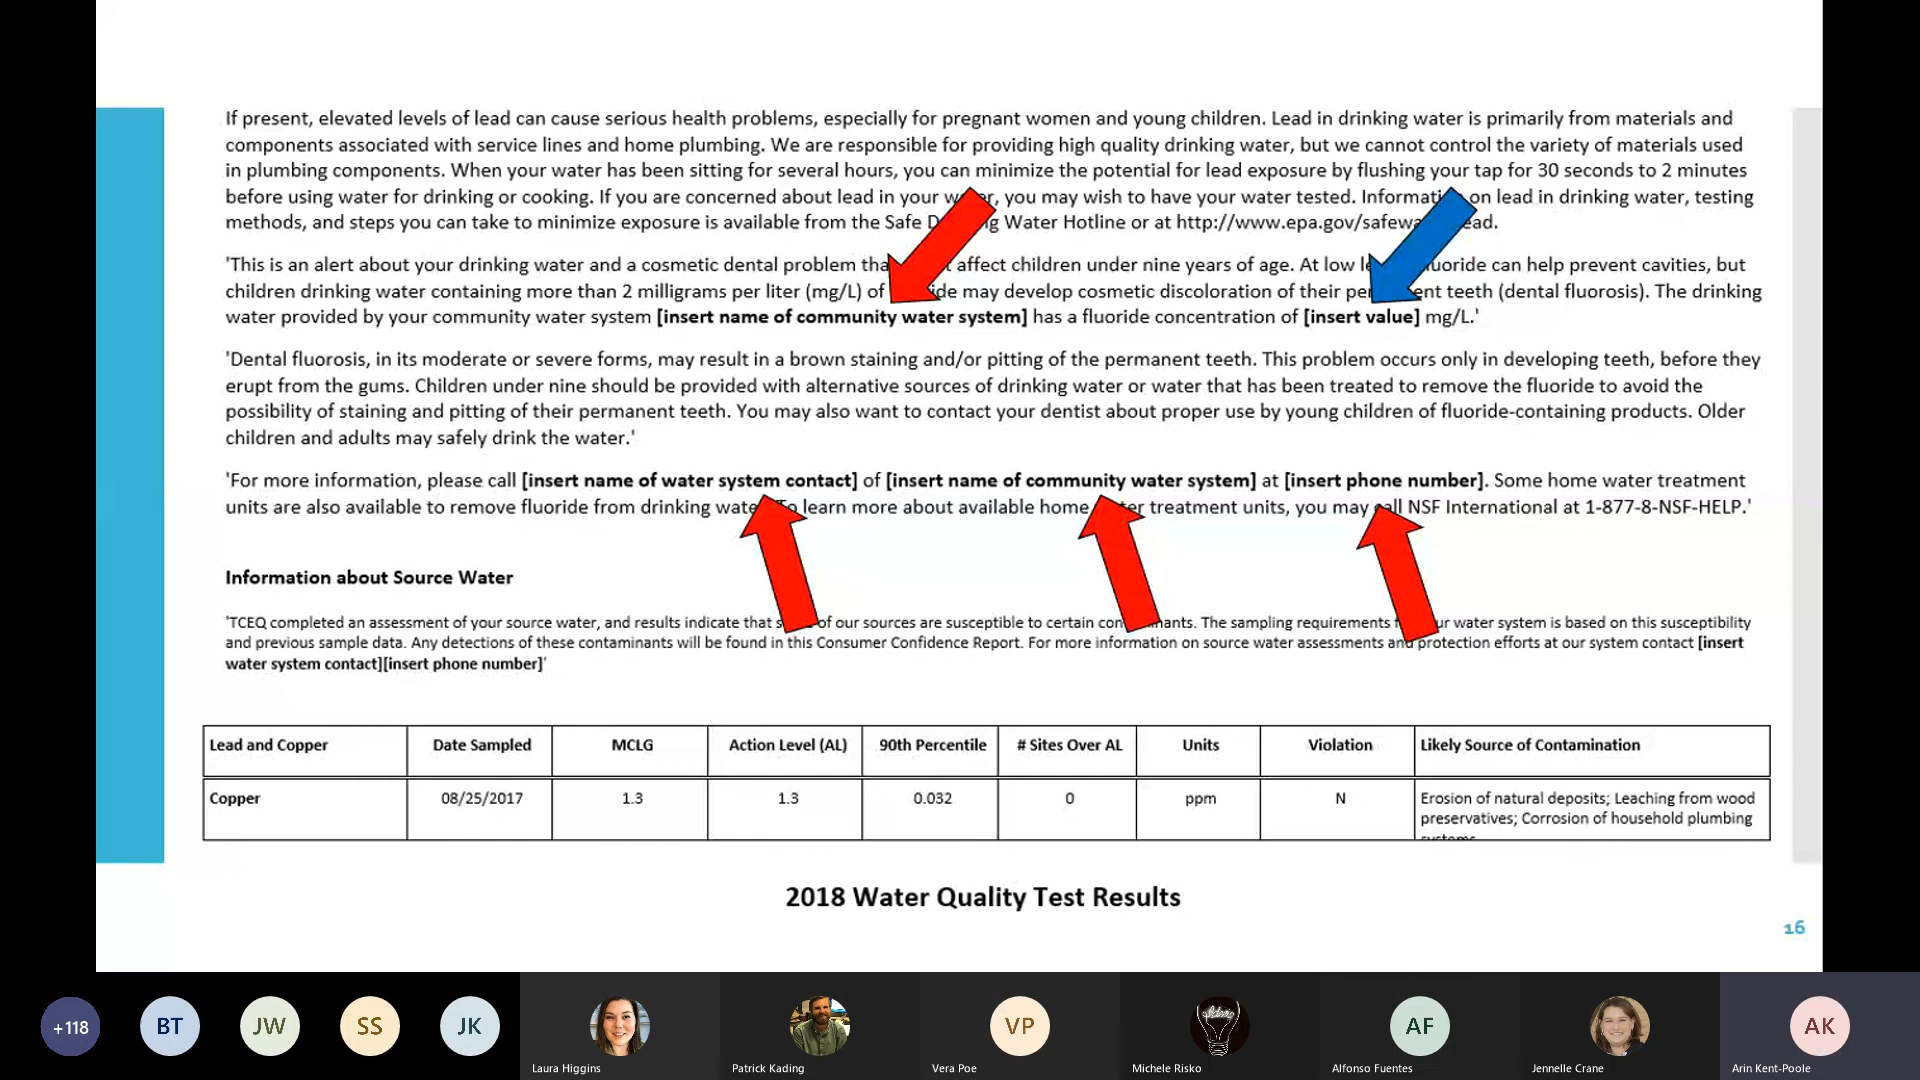 If present, elevated levels of lead can cause serious health problems, especially for pregnant women and young children. Lead in drinking water is primarily from materials and
components associated with service lines and home plumbing. We are responsible for providing high quality drinking water, but we cannot control the variety of materials used
in plumbing components. When your water has been sitting for several hours, you can minimize the potential for lead exposure by flushing your tap for 30 seconds to 2 minutes
before using water for drinking or cooking. If you are concerned about lead in your you may wish to have your water tested. on lead in drinking water, testing
methods, and steps you can take to minimize exposure is available from the Safe Water Hotline or at
'This is an alert about your drinking water and a cosmetic dental problem affect children under nine years of age. At low can help prevent cavities, but
children drinking water containing more than 2 milligrams per liter (mg/L) of may develop cosmetic discoloration of their teeth (dental fluorosis). The drinking
water provided by your community water system [insert name of community water system] has a fluoride concentration of [insert value] mg/L.'
'Dental fluorosis, in its moderate or severe forms, may result in a brown staining and/or pitting of the permanent teeth. This problem occurs only in developing teeth, before they
erupt from the gums. Children under nine should be provided with alternative sources of drinking water or water that has been treated to remove the fluoride to avoid the
possibility of staining and pitting of their permanent teeth. You may also want to contact your dentist about proper use by young children of fluoride-containing products. Older
children and adults may safely drink the water.'
'For more information, please call [insert name of water system contact] of [insert name of community water system] at [insert phone number]. Some home water treatment
units are also available to remove fluoride from drinking learn more about available home treatment units, you may call NSF International at 1-877-8-NSF-HELP.'
Information about Source Water
'TCEQ completed an assessment of your source water, and results indicate that of our sources are susceptible to certain The sampling requirements water system is based on this susceptibility
and previous sample data. Any detections of these contaminants will be found in this Consumer Confidence Report. For more information on source water assessments and protection efforts at our system contact [insert
water system contact][insert phone number]'
Lead and Copper Date Sampled MCLG Action Level (AL) 90th Percentile # Sites Over AL Units Violation Likely Source of Contamination
Copper 08/25/2017 1.3 1.3 0.032 0 ppm N Erosion of natural deposits; Leaching from wood
preservatives; Corrosion of household plumbing
2018 Water Quality Test Results
16
+118 BT JW SS JK VP AF AK
Laura Higgins Patrick Kading Vera Poe Michele Risko Alfonso Fuentes Jennelle Crane Arin Kent-Poole